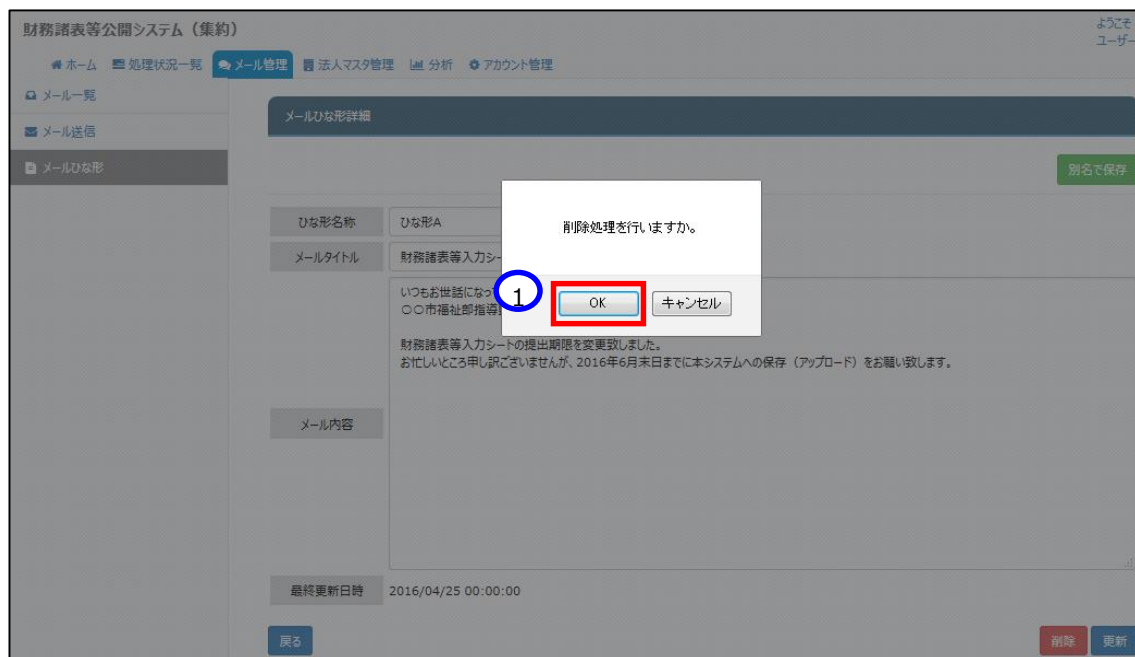 財務諸表等公開システム（集約）
ようこそ
ユーザー
ホーム 処理状況一覧 メール管理 法人マスタ管理 分析 アカウント管理
メール一覧
メール送信
メールひな形
メールひな形詳細
別名で保存
ひな形名称 ひな形A
メールタイトル 財務諸表等入力シー
削除処理を行いますか。
1 OK キャンセル
いつもお世話になっ
〇〇市福祉部指導
財務諸表等入力シートの提出期限を変更致しました。
お忙しいところ申し訳ございませんが、2016年6月末日までに本システムへの保存（アップロード）をお願い致します。
メール内容
最終更新日時 2016/04/25 00:00:00
戻る 削除 更新